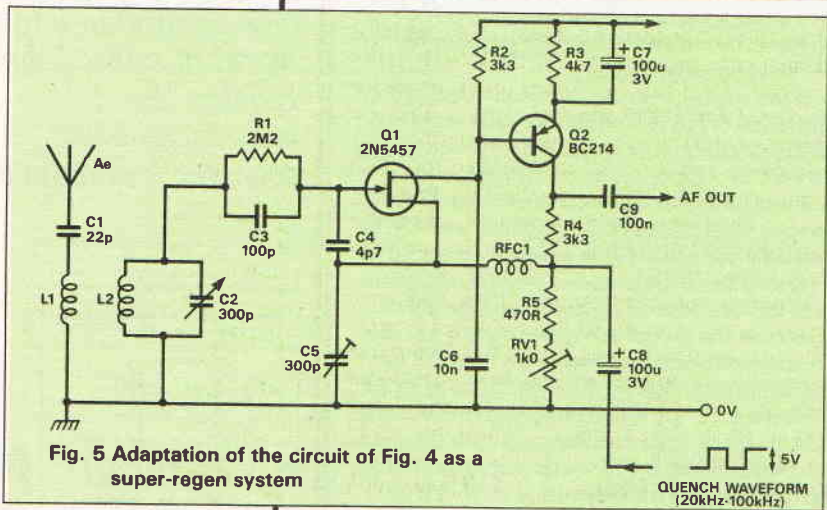 R2
3k3
R3
4k7
+
C7
100u
3V
R1
2M2
Q1
2N5457
Q2
BC214
Ae
C1
22p
C3
100p
C4
4p7
C9
100n
AF OUT
R4
3k3
RFC1
L1
L2
C2
300p
C5
300p
C6
10n
R5
470R
RV1
1k0
+
C8
100u
3V
0V
Fig. 5 Adaptation of the circuit of Fig. 4 as a
super-regen system
5V
QUENCH WAVEFORM
(20kHz-100kHz)